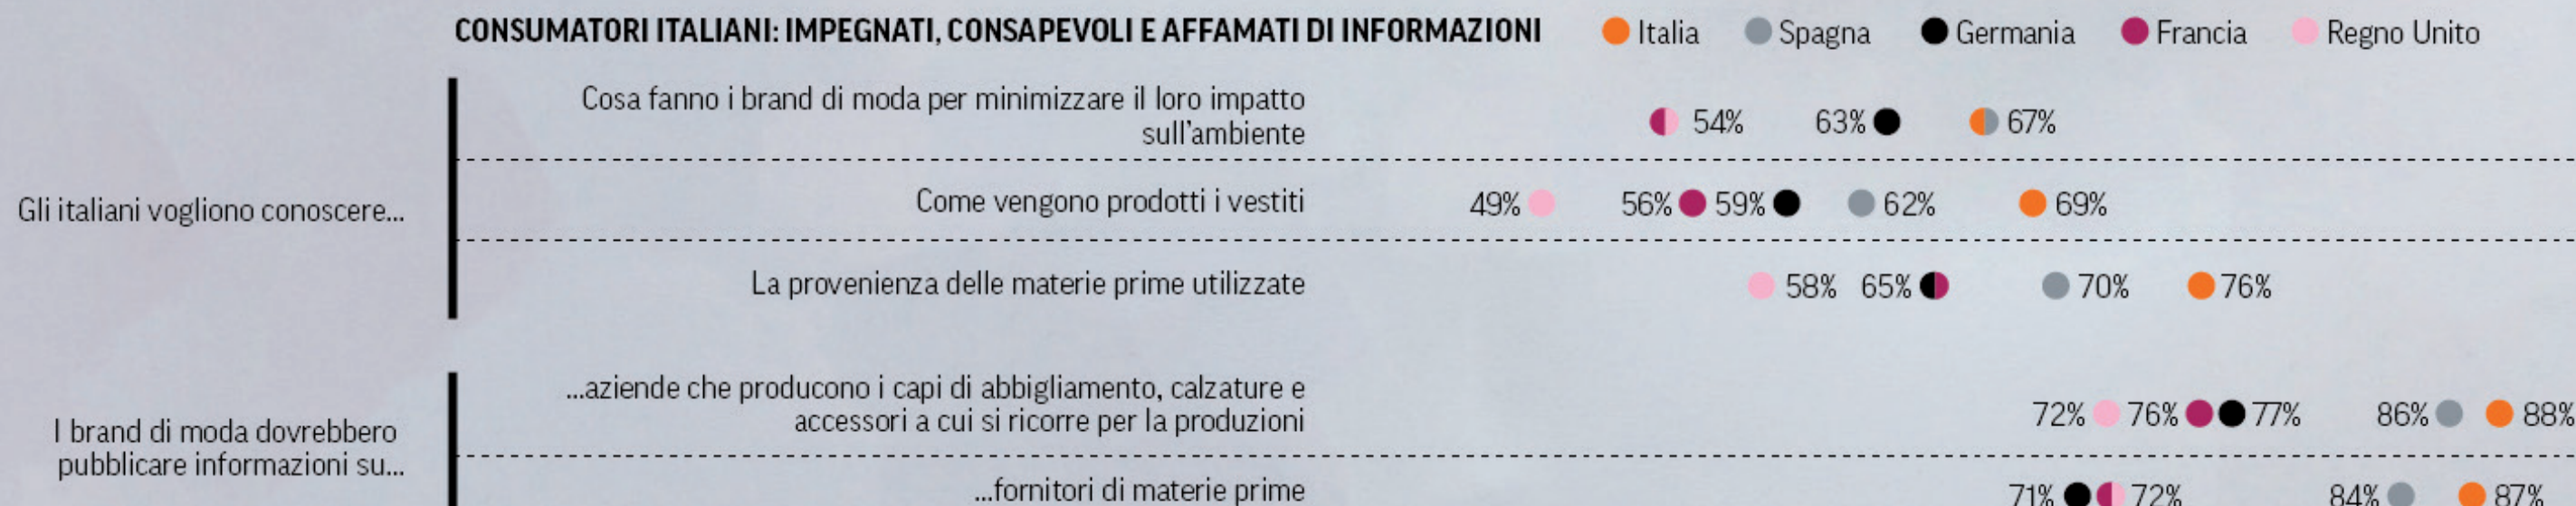 CONSUMATORI ITALIANI: IMPEGNATI, CONSAPEVOLI E AFFAMATI DI INFORMAZIONI
Italia Spagna Germania Francia Regno Unito
Gli italiani vogliono conoscere...
Cosa fanno i brand di moda per minimizzare il loro impatto
sull'ambiente
54% 63% 67%
Come vengono prodotti i vestiti
49% 56% 59% 62% 69%
La provenienza delle materie prime utilizzate
58% 65% 70% 76%
I brand di moda dovrebbero
pubblicare informazioni su...
...aziende che producono i capi di abbigliamento, calzature e
accessori a cui si ricorre per la produzioni
72% 76% 77% 86% 88%
...fornitori di materie prime
71% 72% 84% 87%